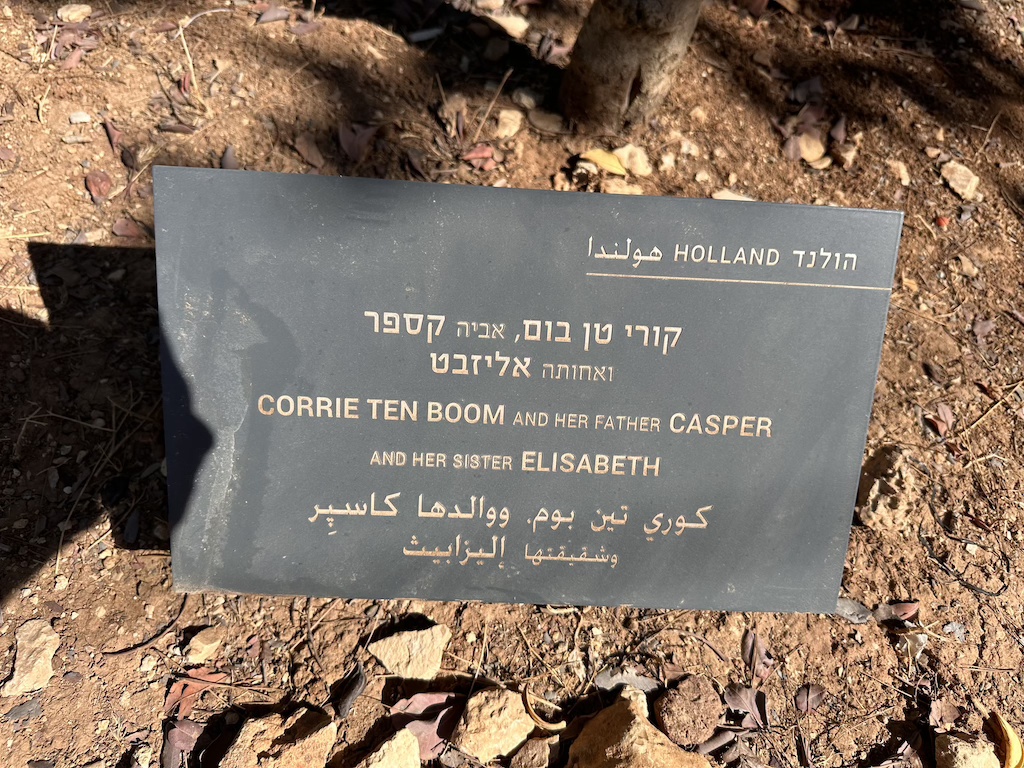 הולנד HOLLAND هولندا
קורי טן בום, אביה קספר
ואחותה אליזבט
CORRIE TEN BOOM AND HER FATHER CASPER
AND HER SISTER ELISABETH
كوري تين بوم، ووالدها كاسپِر
وشقيقتها إليزابيث